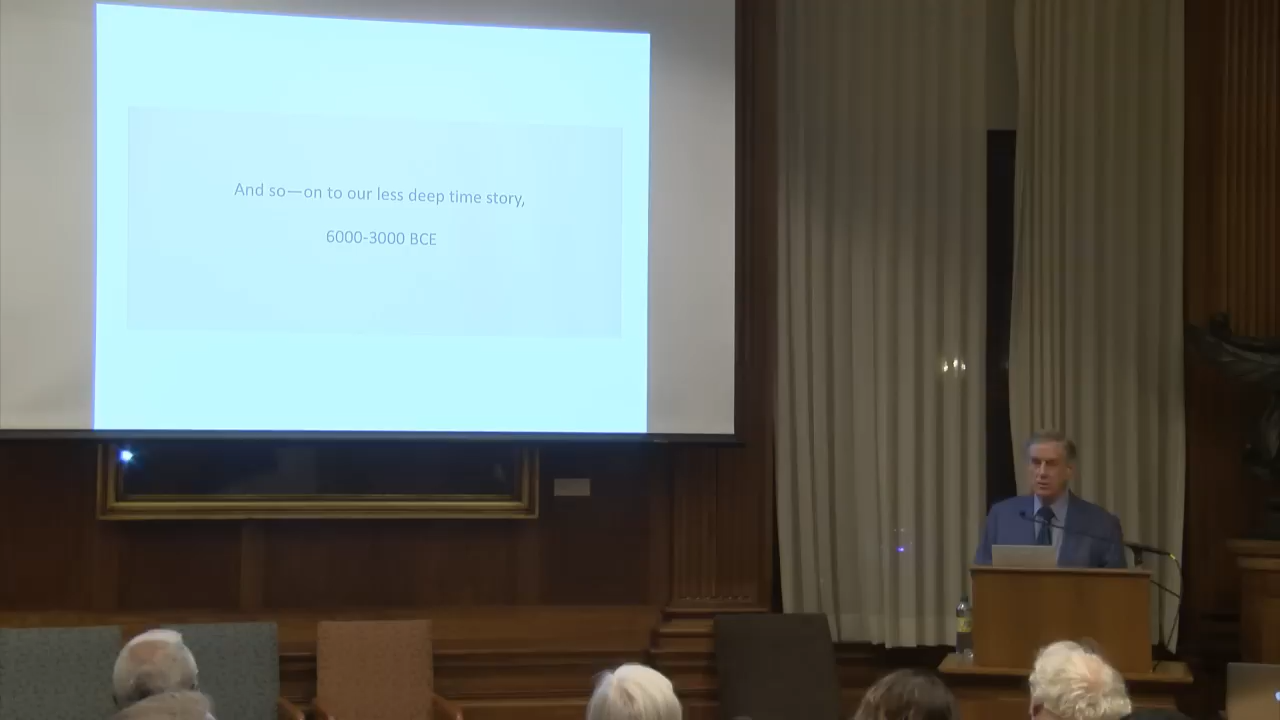 And so—on to our less deep time story,
6000-3000 BCE